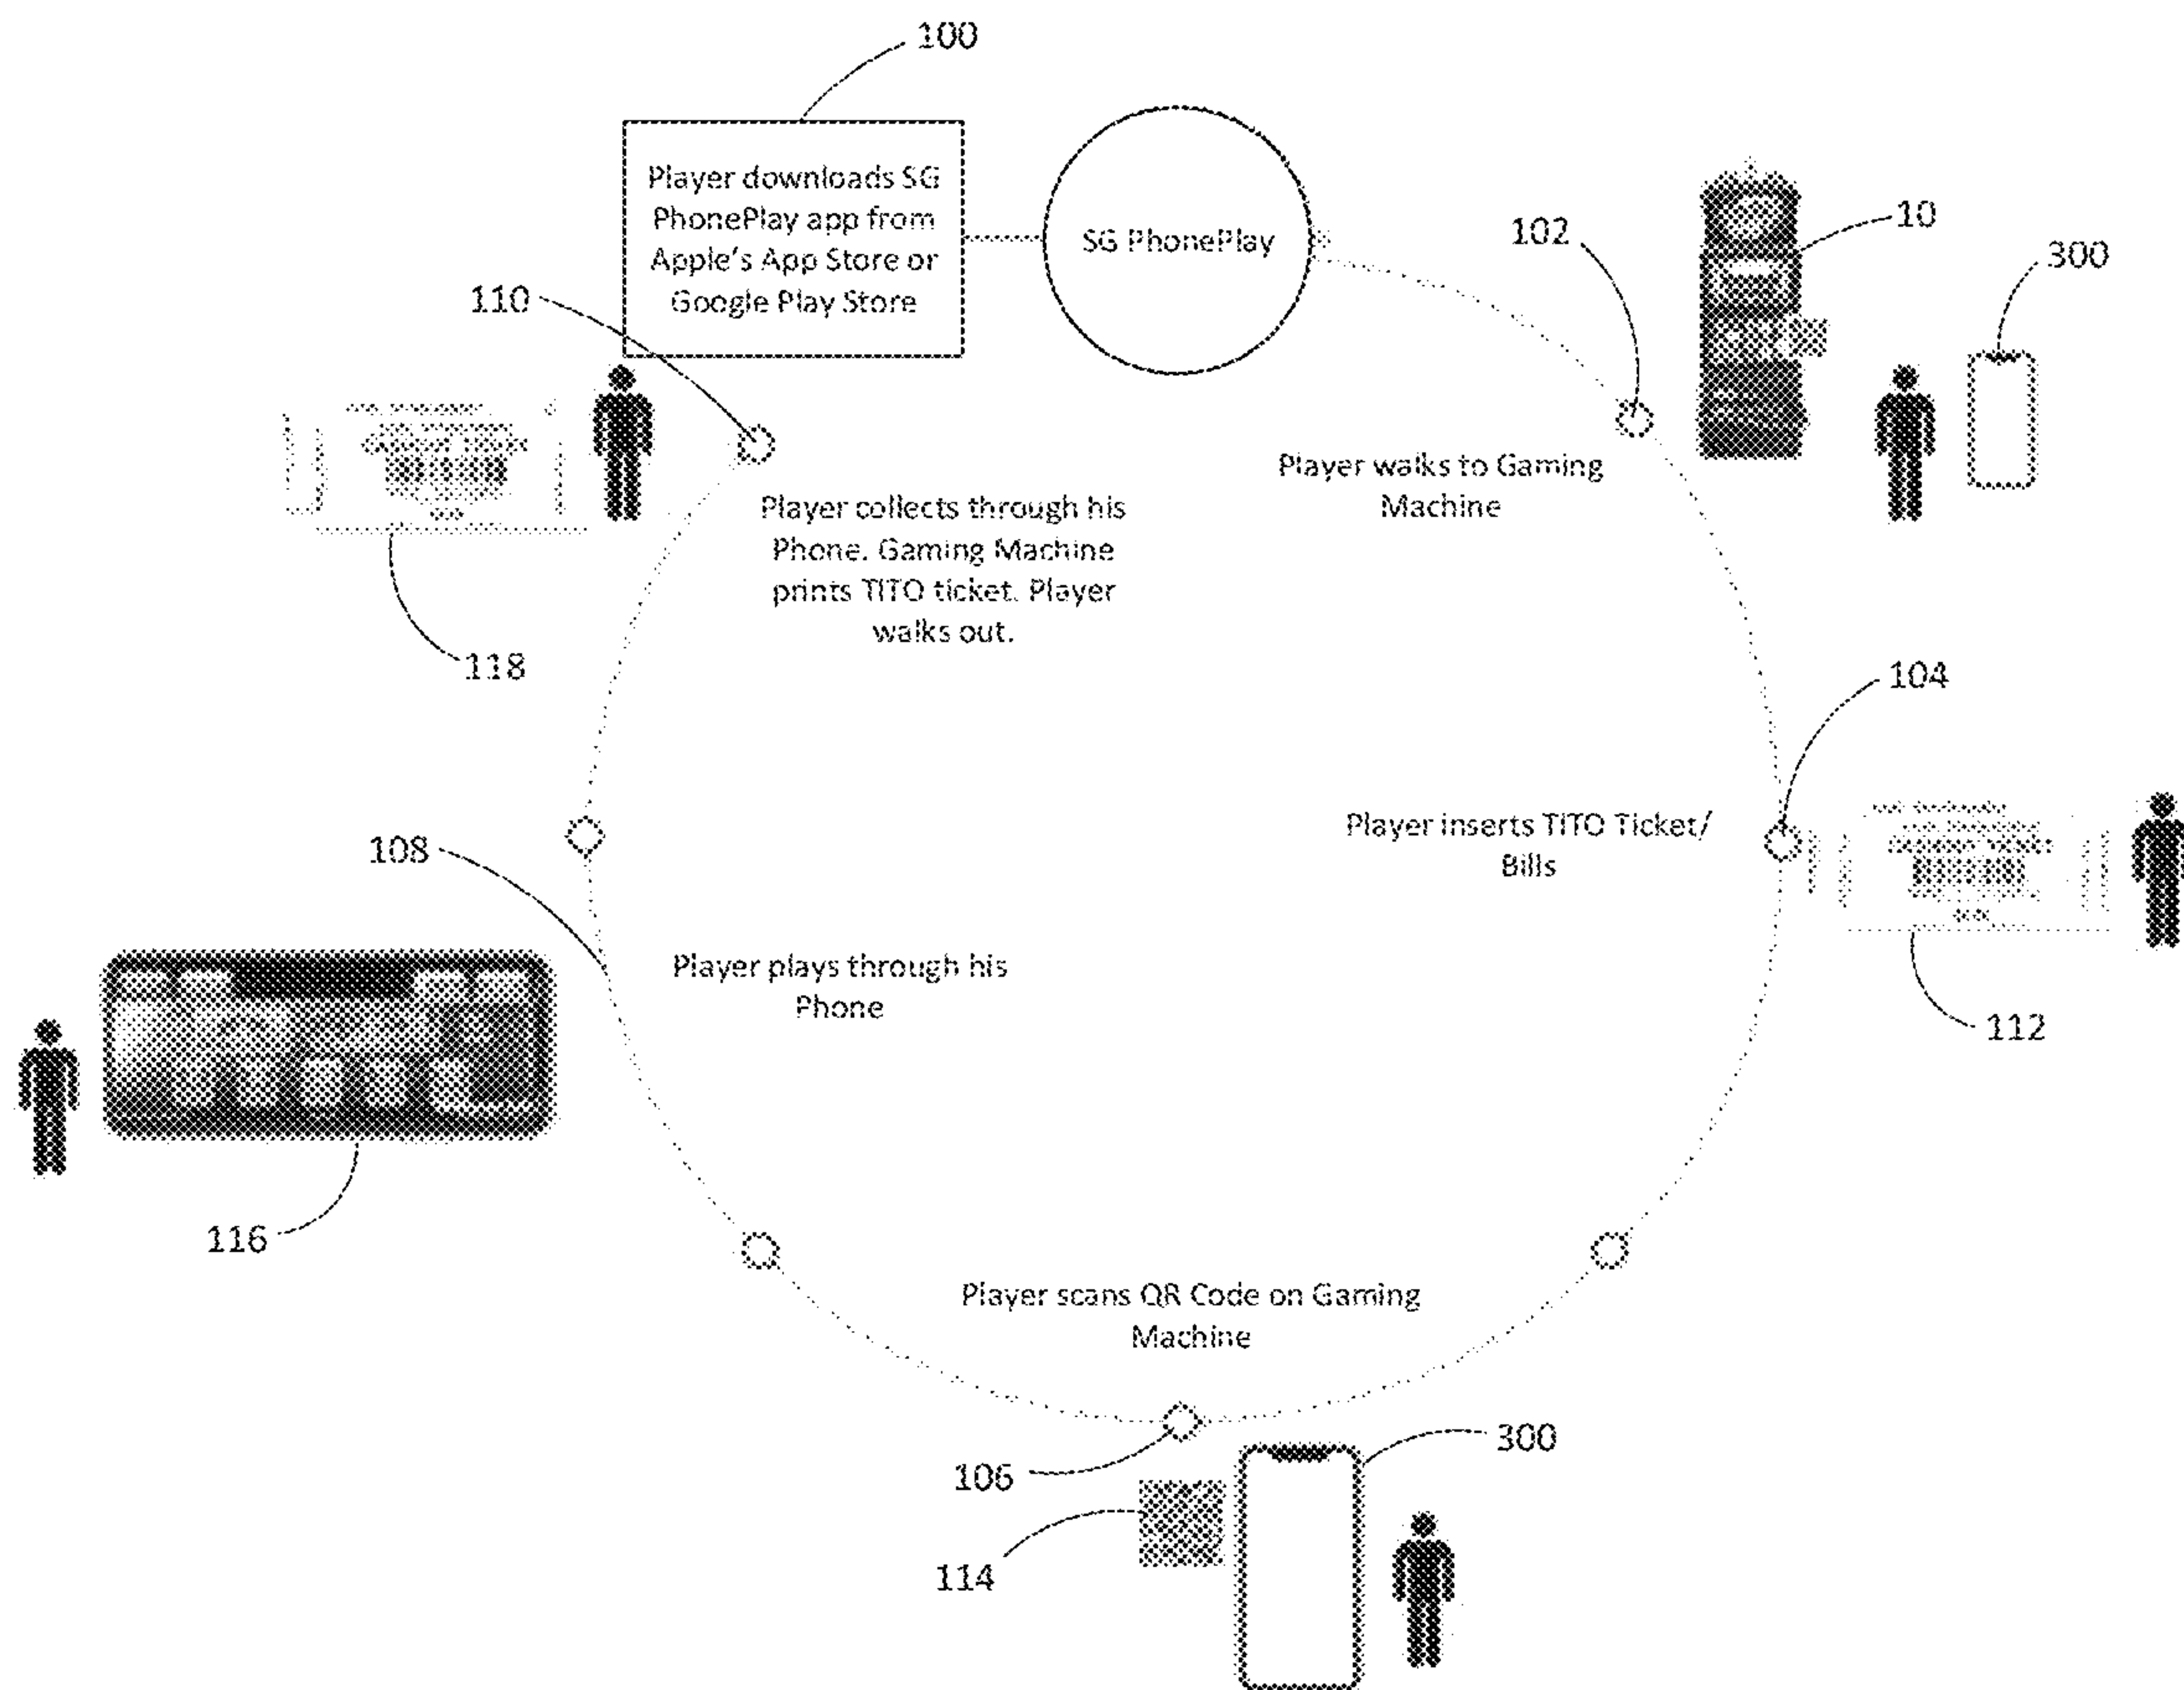 100
Player downloads SG
PhonePlay app from
Apple's App Store or
Google Play Store
SG PhonePlay
102
10
300
110
Player walks to Gaming
Machine
Player collects through his
Phone. Gaming Machine
prints TITO ticket. Player
walks out.
118
104
Player inserts TITO Ticket/
Bills
112
108
Player plays through his
Phone
116
Player scans QR Code on Gaming
Machine
106
300
114